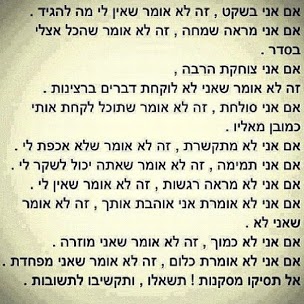 אם אני בשקט , זה לא אומר שאין לי מה להגיד .
אם אני מראה שמחה , זה לא אומר שהכל אצלי
בסדר .
אם אני צוחקת הרבה ,
זה לא אומר שאני לא לוקחת דברים ברצינות .
אם אני סולחת , זה לא אומר שתוכל לקחת אותי
כמובן מאליו .
אם אני לא מתקשרת , זה לא אומר שלא אכפת לי .
אם אני תמימה , זה לא אומר שאתה יכול לשקר לי .
אם אני לא מראה רגשות , זה לא אומר שאין לי .
אם אני לא אומרת אני אוהבת אותך , זה לא אומר
שאני לא .
אם אני לא כמוך , זה לא אומר שאני מוזרה .
אם אני לא אומרת כלום , זה לא אומר שאני מפחדת .
אל תסיקו מסקנות ! תשאלו , ותקשיבו לתשובות .